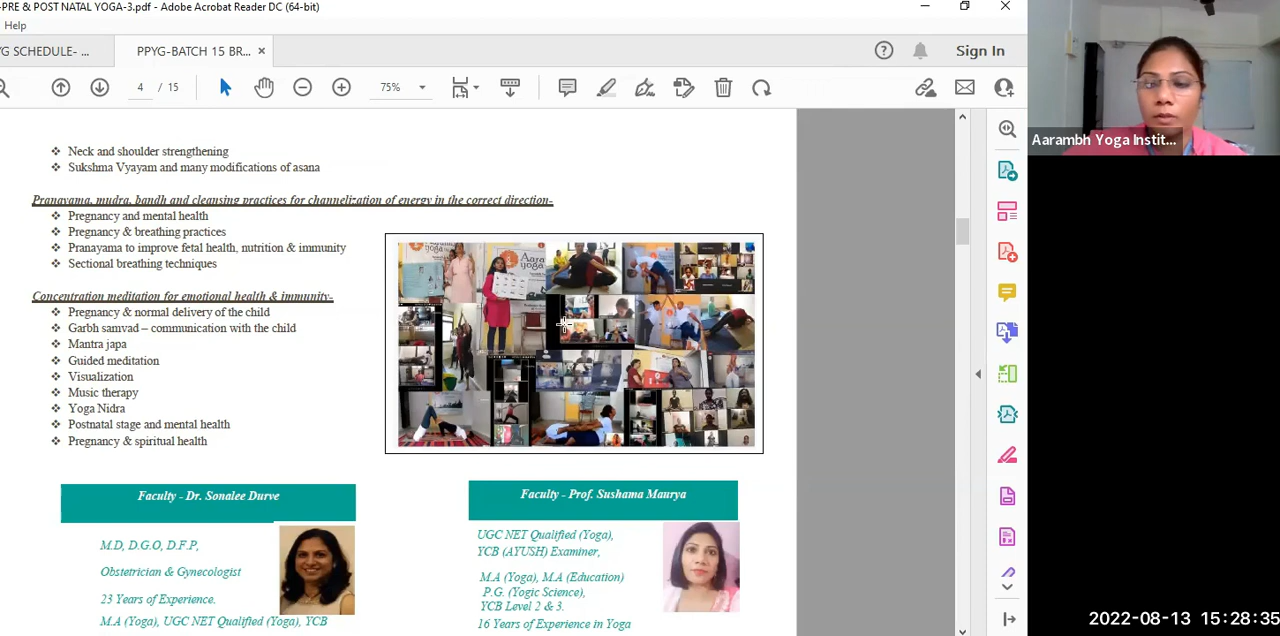 -PRE & POST NATAL YOGA-3.pdf - Adobe Acrobat Reader DC (64-bit)
Help
G SCHEDULE- ...
PPYG-BATCH 15 BR... ×
Sign In
4 / 15
75%
Aarambh Yoga Instit...
❖ Neck and shoulder strengthening
❖ Sukshma Vyayam and many modifications of asana
Pranayama, mudra, bandh and cleansing practices for channelization of energy in the correct direction-
❖ Pregnancy and mental health
❖ Pregnancy & breathing practices
❖ Pranayama to improve fetal health, nutrition & immunity
❖ Sectional breathing techniques
Concentration meditation for emotional health & immunity-
❖ Pregnancy & normal delivery of the child
❖ Garbh samvad – communication with the child
❖ Mantra japa
❖ Guided meditation
❖ Visualization
❖ Music therapy
❖ Yoga Nidra
❖ Postnatal stage and mental health
❖ Pregnancy & spiritual health
Faculty - Dr. Sonalee Durve
M.D, D.G.O, D.F.P,
Obstetrician & Gynecologist
23 Years of Experience.
M.A (Yoga), UGC NET Qualified (Yoga), YCB
Faculty - Prof. Sushama Maurya
UGC NET Qualified (Yoga),
YCB (AYUSH) Examiner,
M.A (Yoga), M.A (Education)
P.G. (Yogic Science),
YCB Level 2 & 3.
16 Years of Experience in Yoga
2022-08-13 15:28:35